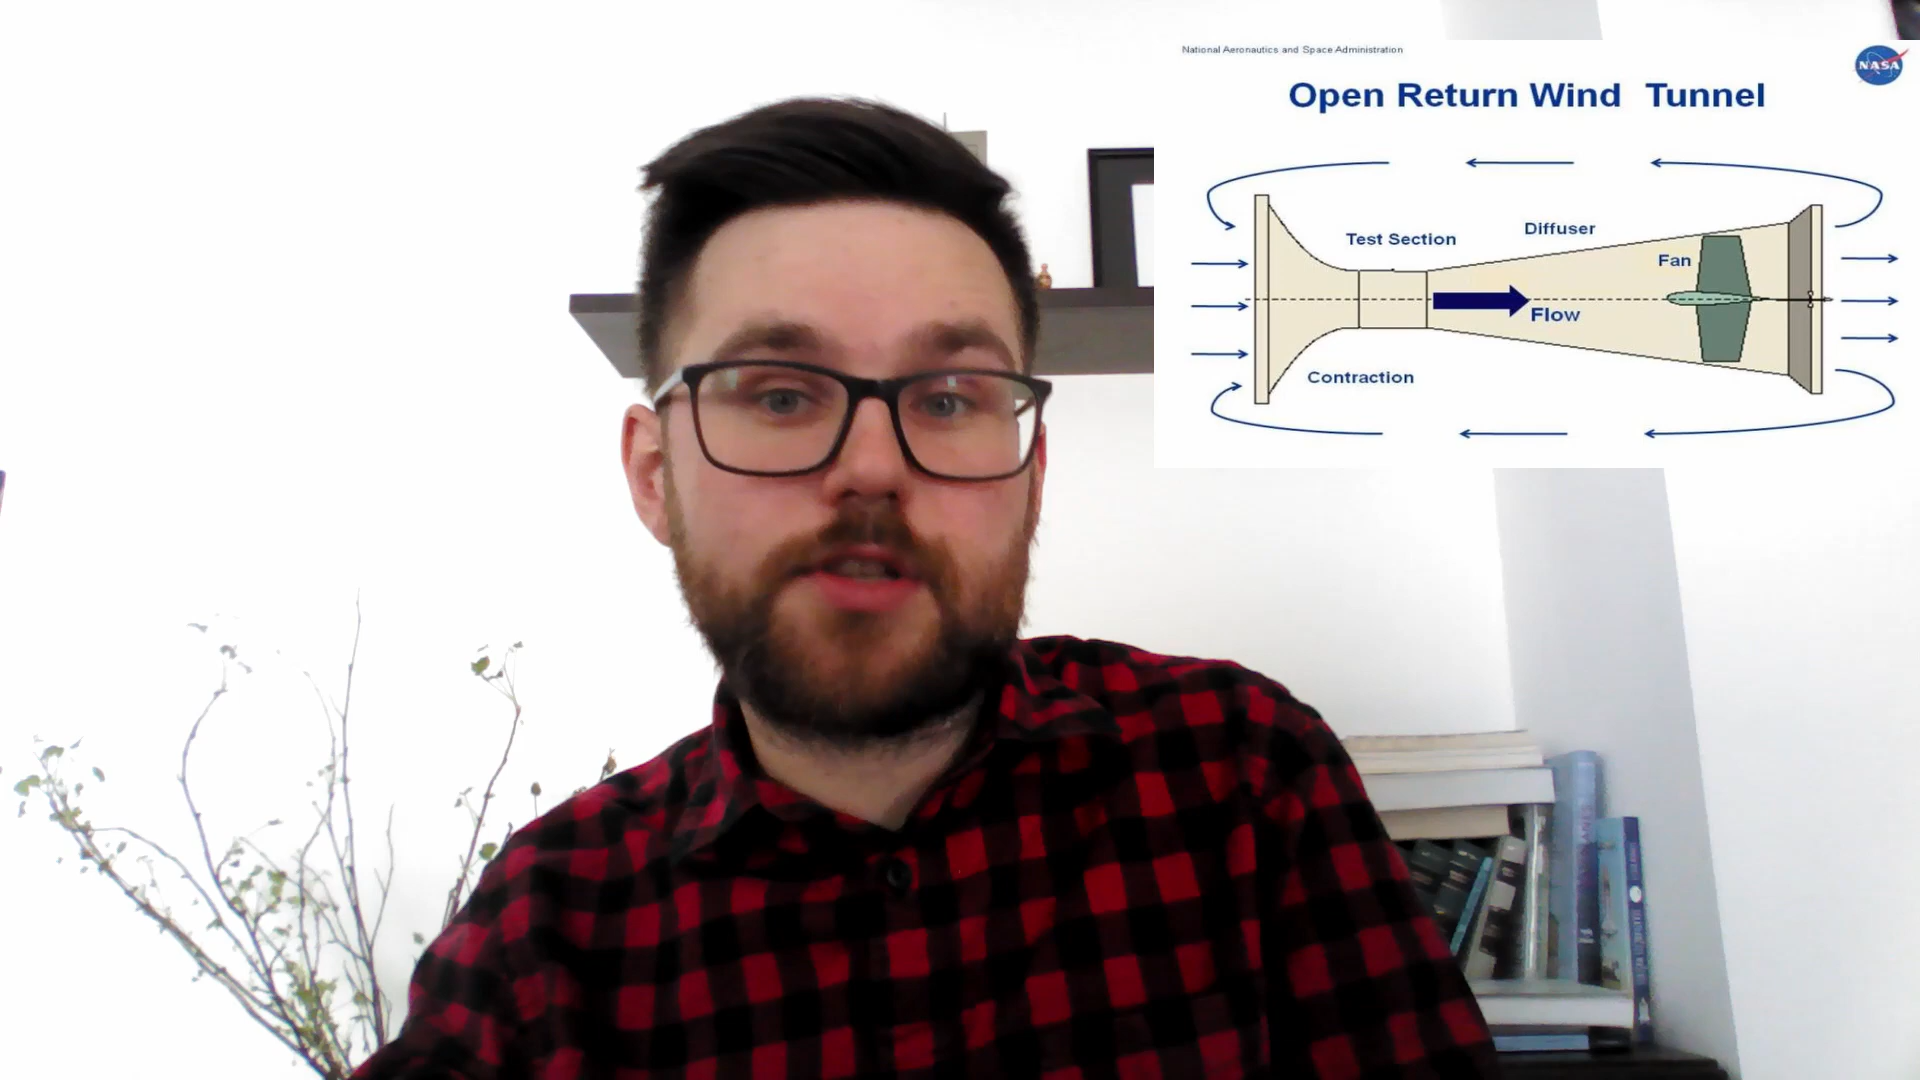 National Aeronautics and Space Administration
NASA
Open Return Wind Tunnel
Test Section
Diffuser
Fan
Flow
Contraction